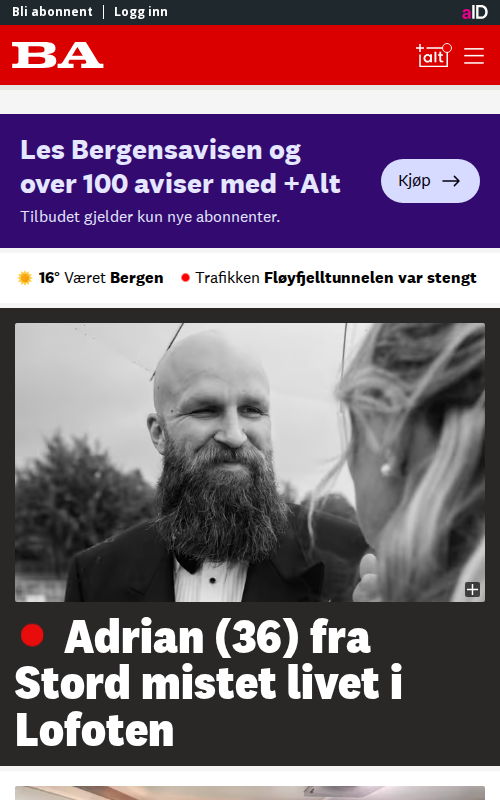 Bli abonnent | Logg inn
aID
BA
+alt
Les Bergensavisen og
over 100 aviser med +Alt
Tilbudet gjelder kun nye abonnenter.
Kjøp
16° Været Bergen
Trafikken Fløyfjelltunnelen var stengt
Adrian (36) fra
Stord mistet livet i
Lofoten